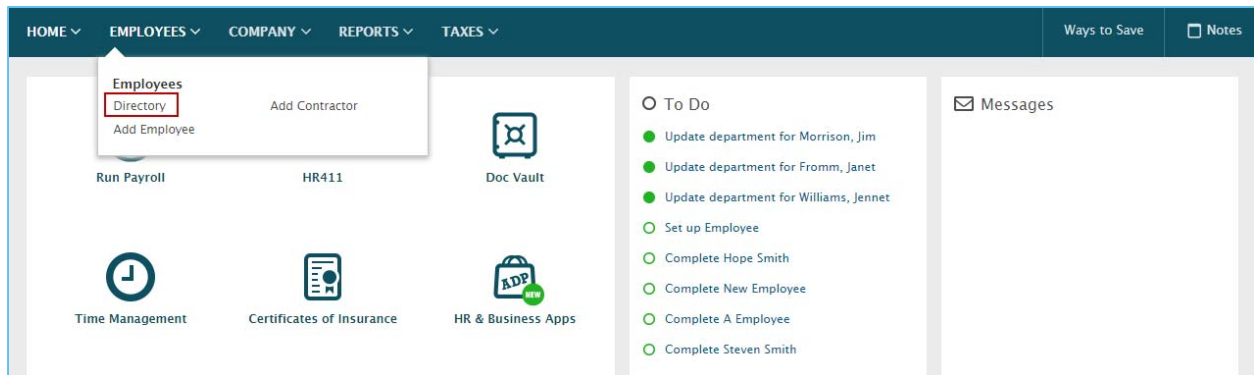 HOME EMPLOYEES COMPANY REPORTS TAXES Ways to Save Notes
Employees
Directory Add Contractor
Add Employee
Run Payroll HR411 Doc Vault
Time Management Certificates of Insurance ADP NEW HR & Business Apps
To Do
Update department for Morrison, Jim
Update department for Fromm, Janet
Update department for Williams, Jennet
Set up Employee
Complete Hope Smith
Complete New Employee
Complete A Employee
Complete Steven Smith
Messages